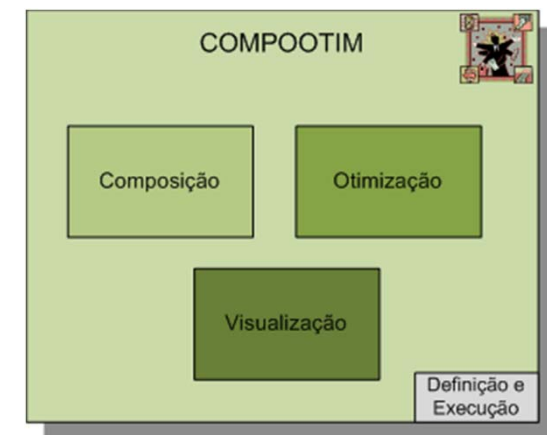 COMPOOTIM
Composição
Otimização
Visualização
Definição e
Execução